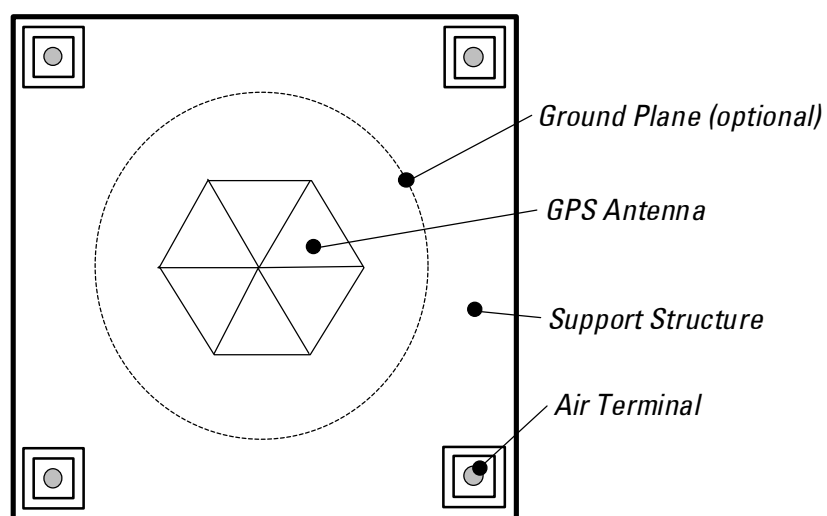 Ground Plane (optional)
GPS Antenna
Support Structure
Air Terminal